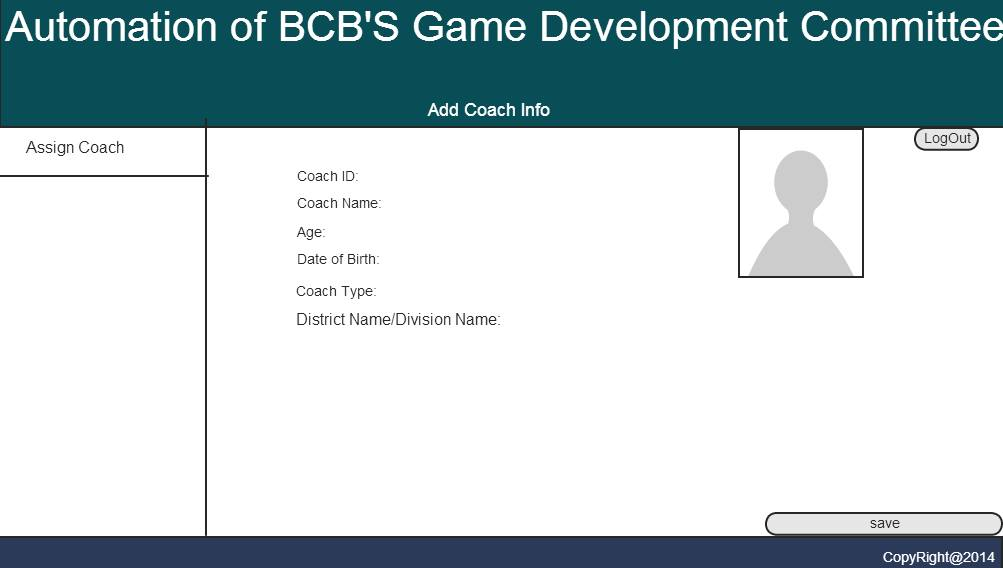 Automation of BCB'S Game Development Committee
Add Coach Info
Assign Coach
LogOut
Coach ID:
Coach Name:
Age:
Date of Birth:
Coach Type:
District Name/Division Name:
save
CopyRight@2014